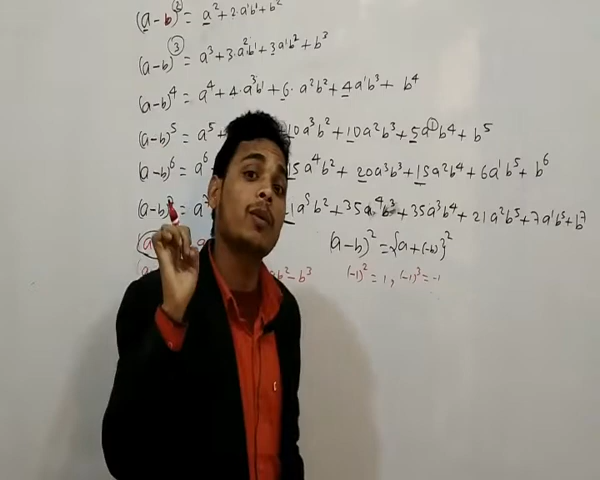 (a-b)² = a² + 2·a¹b¹ + b²
(a-b)³ = a³ + 3·a²b¹ + 3a¹b² + b³
(a-b)⁴ = a⁴ + 4·a³b¹ + 6·a²b² + 4a¹b³ + b⁴
(a-b)⁵ = a⁵ + 10a³b² + 10a²b³ + 5a¹b⁴ + b⁵
(a-b)⁶ = a⁶ 15a⁴b² + 20a³b³ + 15a²b⁴ + 6a¹b⁵ + b⁶
(a-b)⁷ = a⁷ 21a⁵b² + 35a⁴b³ + 35a³b⁴ + 21a²b⁵ + 7a¹b⁶ + b⁷
(a-b)² = {a+(-b)}²
b² - b³ (-1)² = 1, (-1)³ = -1